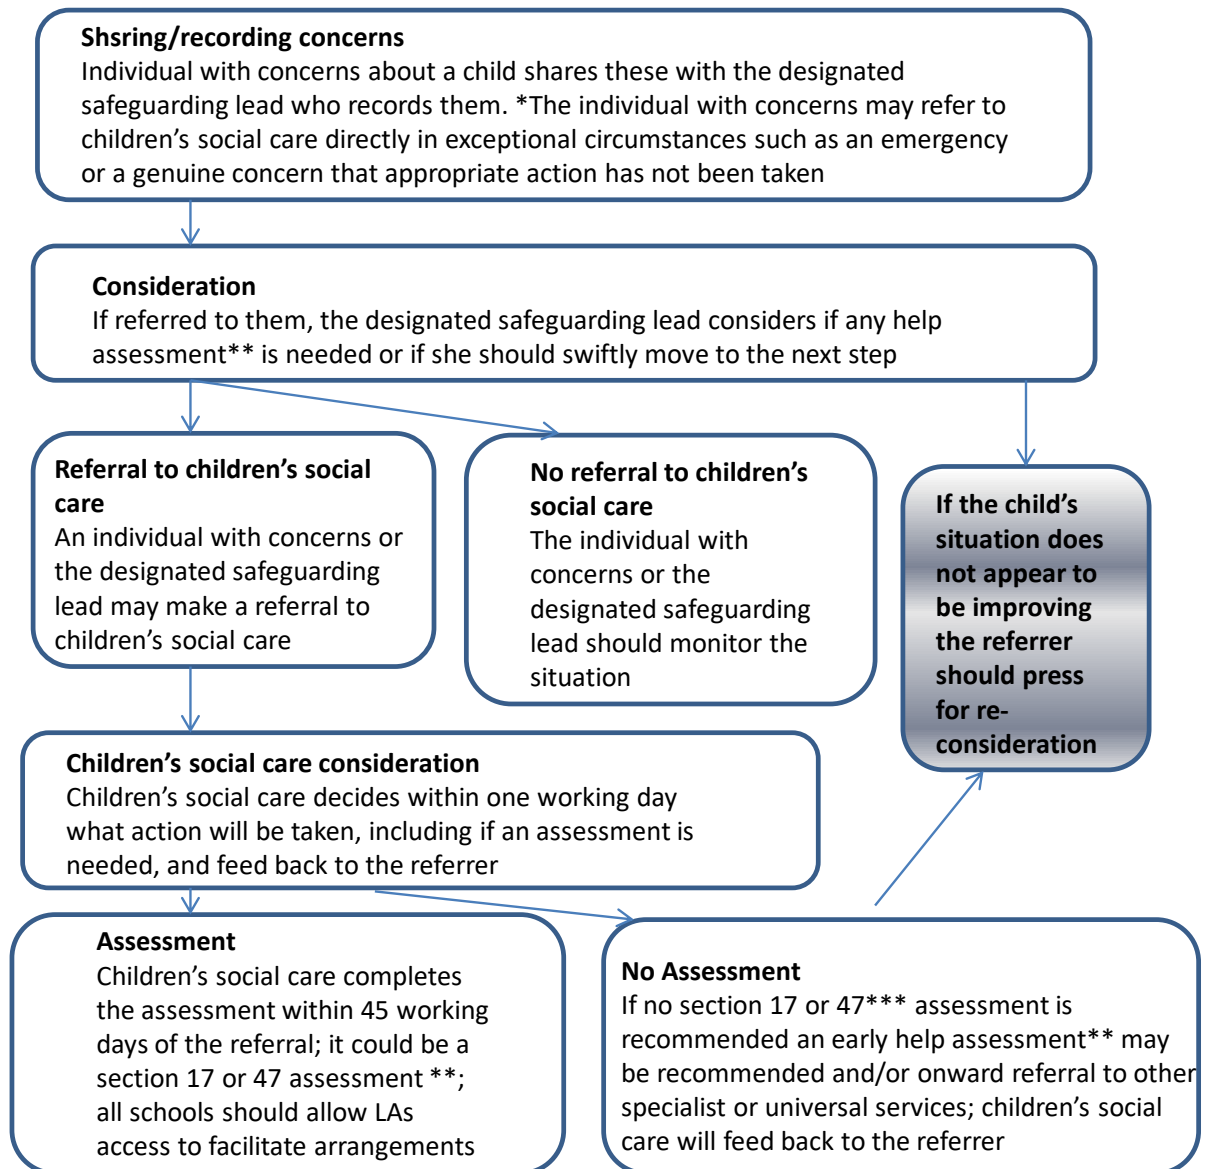 Shsring/recording concerns
Individual with concerns about a child shares these with the designated
safeguarding lead who records them. *The individual with concerns may refer to
children’s social care directly in exceptional circumstances such as an emergency
or a genuine concern that appropriate action has not been taken
Consideration
If referred to them, the designated safeguarding lead considers if any help
assessment** is needed or if she should swiftly move to the next step
Referral to children’s social
care
An individual with concerns or
the designated safeguarding
lead may make a referral to
children’s social care
No referral to children’s
social care
The individual with
concerns or the
designated safeguarding
lead should monitor the
situation
If the child’s
situation does
not appear to
be improving
the referrer
should press
for re-
consideration
Children’s social care consideration
Children’s social care decides within one working day
what action will be taken, including if an assessment is
needed, and feed back to the referrer
Assessment
Children’s social care completes
the assessment within 45 working
days of the referral; it could be a
section 17 or 47 assessment **;
all schools should allow LAs
access to facilitate arrangements
No Assessment
If no section 17 or 47*** assessment is
recommended an early help assessment** may
be recommended and/or onward referral to other
specialist or universal services; children’s social
care will feed back to the referrer